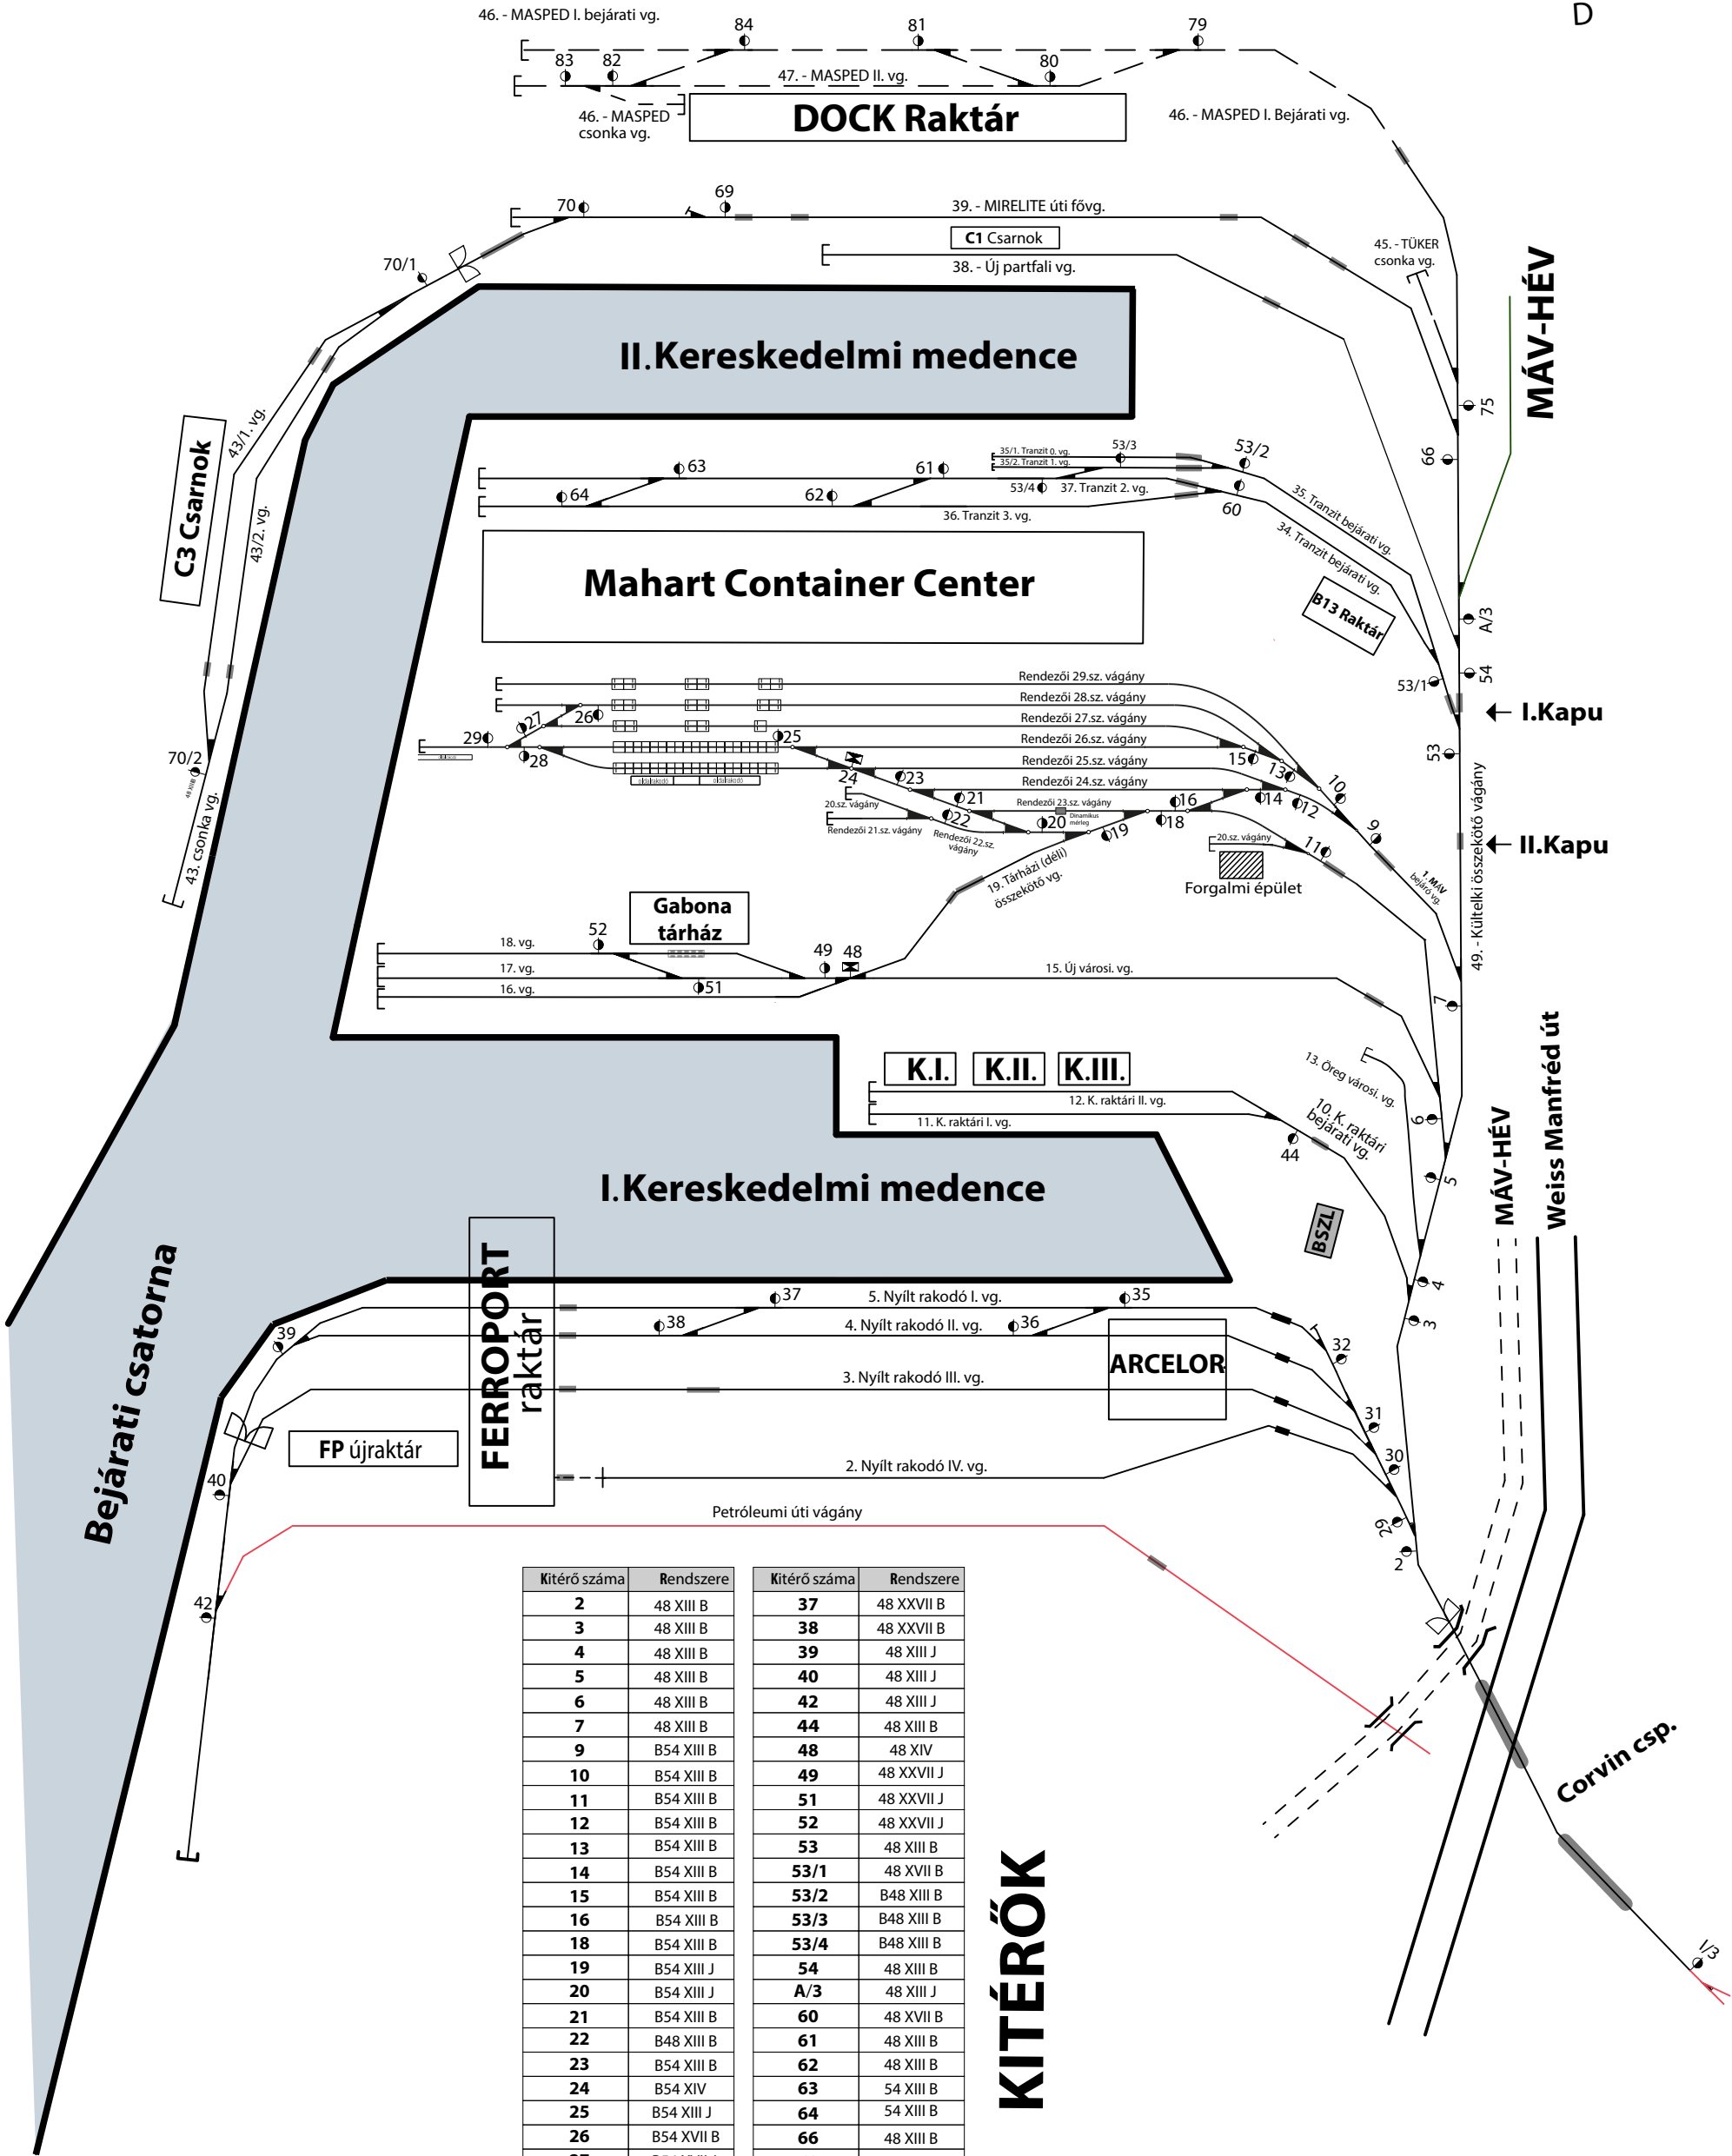 D
46. - MASPED I. bejárati vg.
84
81
79
83
82
47. - MASPED II. vg.
80
46. - MASPED
csonka vg.
DOCK Raktár
46. - MASPED I. Bejárati vg.
70
69
39. - MIRELITE úti fővg.
C1 Csarnok
38. - Új partfali vg.
45. - TÜKER
csonka vg.
70/1
MÁV-HÉV
II.Kereskedelmi medence
75
66
43/1. vg.
43/2. vg.
C3 Csarnok
63
61
35/1. Tranzit 0. vg.
35/2. Tranzit 1. vg.
53/3
53/2
64
62
53/4
37. Tranzit 2. vg.
36. Tranzit 3. vg.
60
35. Tranzit bejárati vg.
34. Tranzit bejárati vg.
Mahart Container Center
B13 Raktár
A/3
54
53/1
I.Kapu
53
Rendezői 29.sz. vágány
Rendezői 28.sz. vágány
Rendezői 27.sz. vágány
Rendezői 26.sz. vágány
Rendezői 25.sz. vágány
Rendezői 24.sz. vágány
Rendezői 23.sz. vágány
29
27
26
28
25
24
23
21
22
20
19
16
18
15
13
14
12
10
9
11
oldalrakodó
oldalrakodó
20.sz. vágány
Rendezői 21.sz. vágány
Rendezői 22.sz.
vágány
Dinamikus
mérleg
20.sz. vágány
Forgalmi épület
1. MÁV
bejáró vg.
II.Kapu
49. - Kültelki összekötő vágány
19. Tárházi (déli)
összekötő vg.
70/2
48 XIII B
43. csonka vg.
Gabona
tárház
52
18. vg.
17. vg.
16. vg.
51
49
48
15. Új városi. vg.
7
K.I.
K.II.
K.III.
12. K. raktári II. vg.
11. K. raktári I. vg.
13. Öreg városi. vg.
10. K. raktári
bejárati vg.
44
6
5
BSZL
4
3
MÁV-HÉV
Weiss Manfréd út
I.Kereskedelmi medence
Bejárati csatorna
FERROPORT
raktár
37
35
5. Nyílt rakodó I. vg.
38
36
4. Nyílt rakodó II. vg.
39
ARCELOR
32
3. Nyílt rakodó III. vg.
31
FP újraktár
30
2. Nyílt rakodó IV. vg.
40
29
2
Petróleumi úti vágány
42
Corvin csp.
I/3
KITÉRŐK
Kitérő száma Rendszere Kitérő száma Rendszere
2 48 XIII B 37 48 XXVII B
3 48 XIII B 38 48 XXVII B
4 48 XIII B 39 48 XIII J
5 48 XIII B 40 48 XIII J
6 48 XIII B 42 48 XIII J
7 48 XIII B 44 48 XIII B
9 B54 XIII B 48 48 XIV
10 B54 XIII B 49 48 XXVII J
11 B54 XIII B 51 48 XXVII J
12 B54 XIII B 52 48 XXVII J
13 B54 XIII B 53 48 XIII B
14 B54 XIII B 53/1 48 XVII B
15 B54 XIII B 53/2 B48 XIII B
16 B54 XIII B 53/3 B48 XIII B
18 B54 XIII B 53/4 B48 XIII B
19 B54 XIII J 54 48 XIII B
20 B54 XIII J A/3 48 XIII J
21 B54 XIII B 60 48 XVII B
22 B48 XIII B 61 48 XIII B
23 B54 XIII B 62 48 XIII B
24 B54 XIV 63 54 XIII B
25 B54 XIII J 64 54 XIII B
26 B54 XVII B 66 48 XIII B